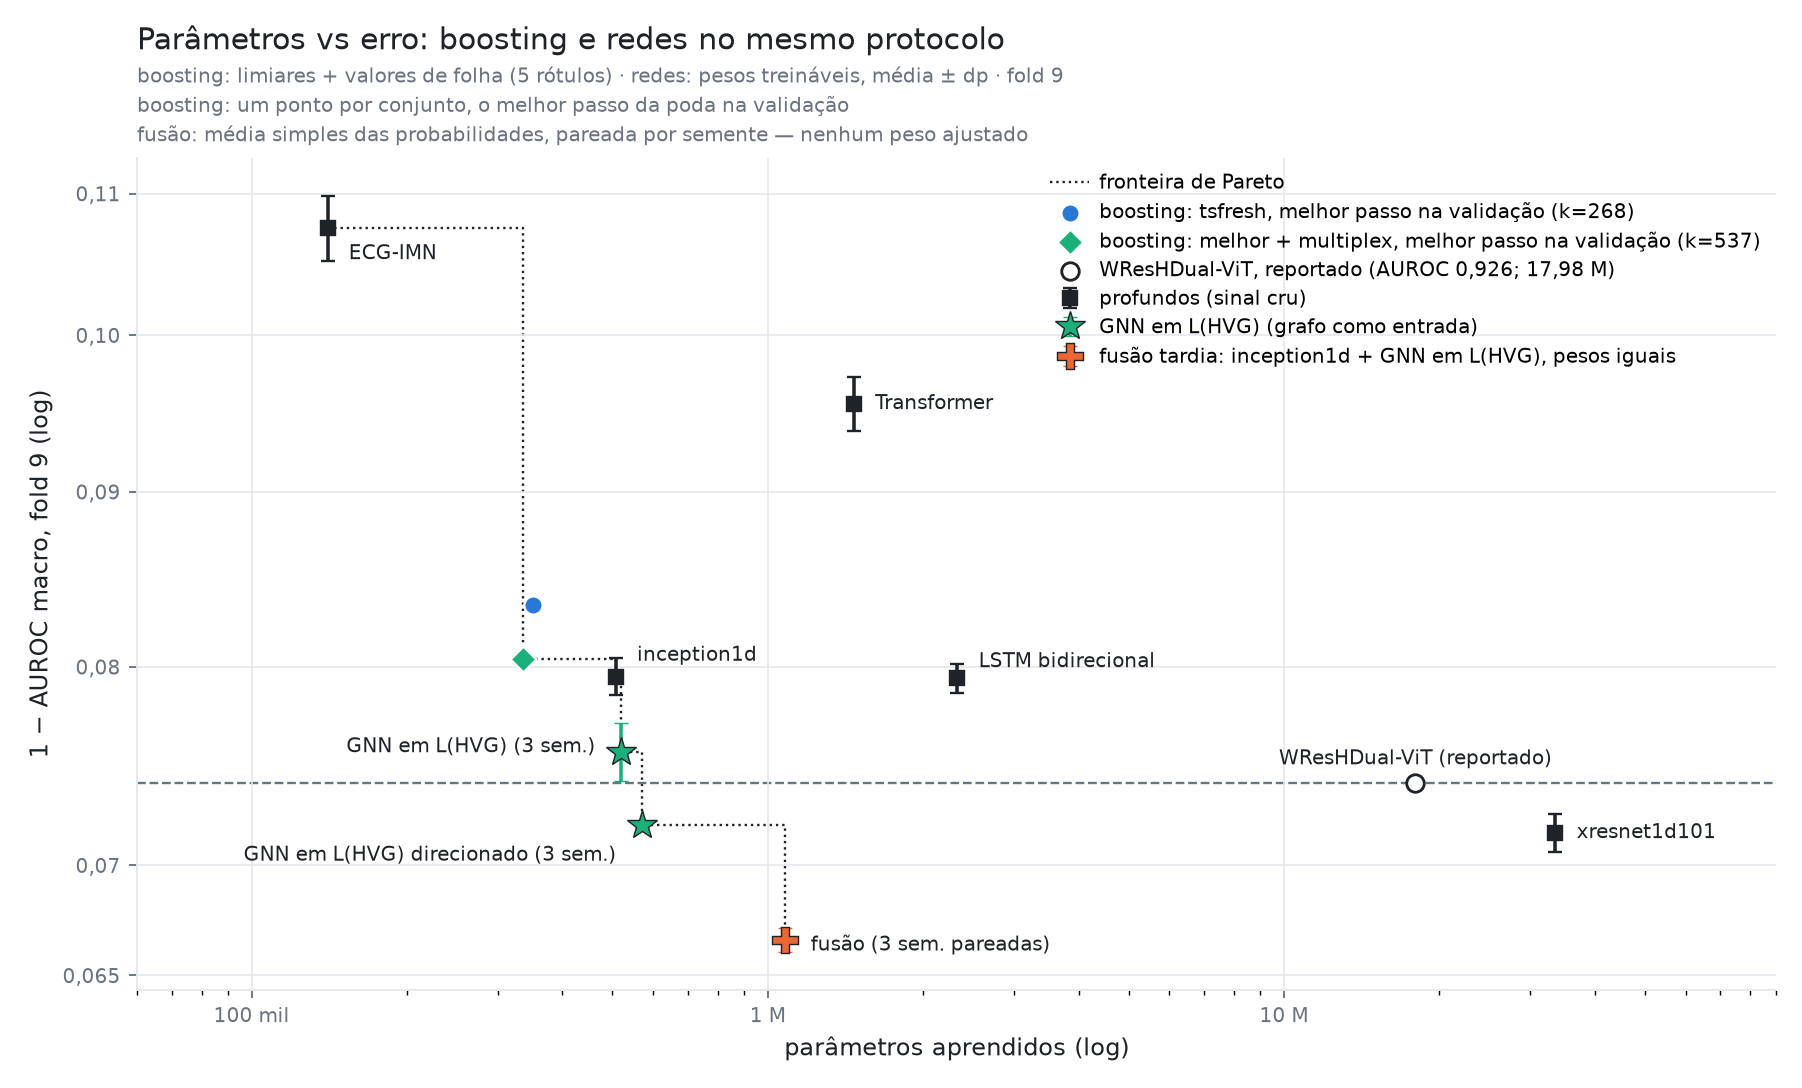 Parâmetros vs erro: boosting e redes no mesmo protocolo
boosting: limiares + valores de folha (5 rótulos) · redes: pesos treináveis, média ± dp · fold 9
boosting: um ponto por conjunto, o melhor passo da poda na validação
fusão: média simples das probabilidades, pareada por semente — nenhum peso ajustado
fronteira de Pareto
boosting: tsfresh, melhor passo na validação (k=268)
boosting: melhor + multiplex, melhor passo na validação (k=537)
WResHDual-ViT, reportado (AUROC 0,926; 17,98 M)
profundos (sinal cru)
GNN em L(HVG) (grafo como entrada)
fusão tardia: inception1d + GNN em L(HVG), pesos iguais
1 − AUROC macro, fold 9 (log)
0,11
0,10
0,09
0,08
0,07
0,065
ECG-IMN
Transformer
inception1d
LSTM bidirecional
GNN em L(HVG) (3 sem.)
WResHDual-ViT (reportado)
xresnet1d101
GNN em L(HVG) direcionado (3 sem.)
fusão (3 sem. pareadas)
100 mil
1 M
10 M
parâmetros aprendidos (log)